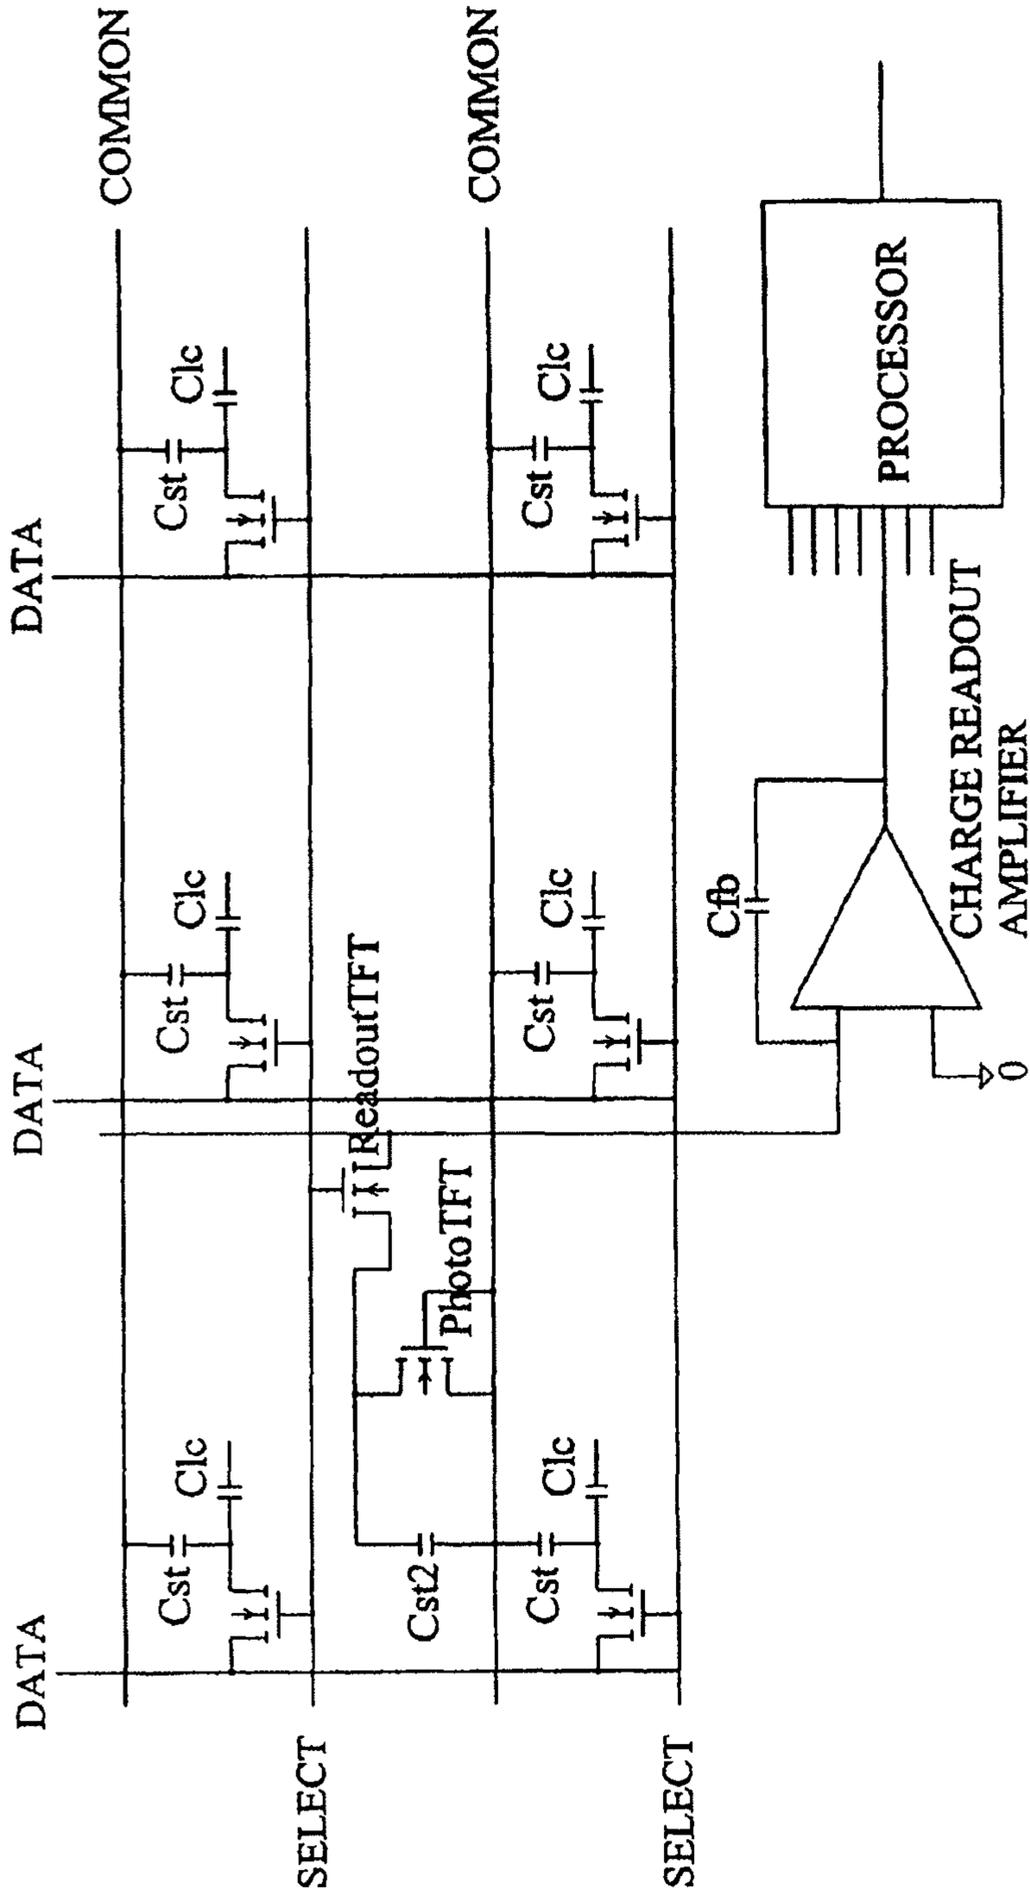 DATA
DATA
DATA
COMMON
Cst
Clc
Cst
Clc
Cst
Clc
SELECT
ReadoutTFT
PhotoTFT
Cst2
COMMON
Cst
Clc
Cst
Clc
Cst
Clc
SELECT
Cfb
PROCESSOR
0
CHARGE READOUT
AMPLIFIER